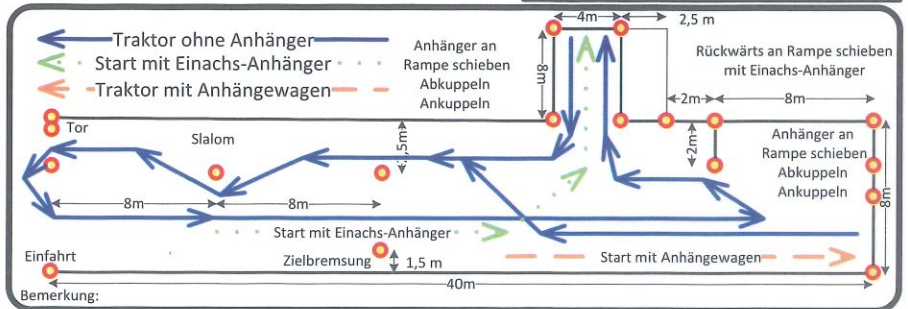 4m
2,5 m
Traktor ohne Anhänger
Start mit Einachs-Anhänger
Traktor mit Anhängewagen
Anhänger an
Rampe schieben
Abkuppeln
Ankuppeln
8m
Rückwärts an Rampe schieben
mit Einachs-Anhänger
2m
8m
Tor
Slalom
,5m
2m
Anhänger an
Rampe schieben
Abkuppeln
Ankuppeln
8m
8m
8m
Start mit Einachs-Anhänger
Einfahrt
Zielbremsung
1,5 m
Start mit Anhängewagen
40m
Bemerkung: